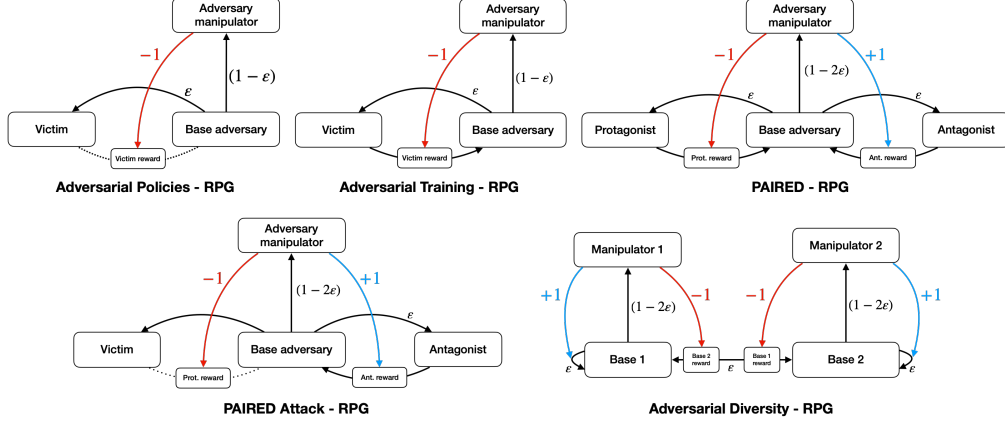 Adversary
manipulator
−1
(1 − ε)
ε
Victim
Base adversary
Victim reward
Adversarial Policies - RPG
Adversary
manipulator
−1
(1 − ε)
ε
Victim
Base adversary
Victim reward
Adversarial Training - RPG
Adversary
manipulator
−1
+1
(1 − 2ε)
ε
ε
Protagonist
Base adversary
Antagonist
Prot. reward
Ant. reward
PAIRED - RPG
Adversary
manipulator
−1
+1
(1 − 2ε)
ε
Victim
Base adversary
Antagonist
Prot. reward
Ant. reward
PAIRED Attack - RPG
Manipulator 1
Manipulator 2
+1
(1 − 2ε)
−1
−1
(1 − 2ε)
+1
ε
Base 1
Base 2
reward
ε
Base 1
reward
Base 2
ε
Adversarial Diversity - RPG